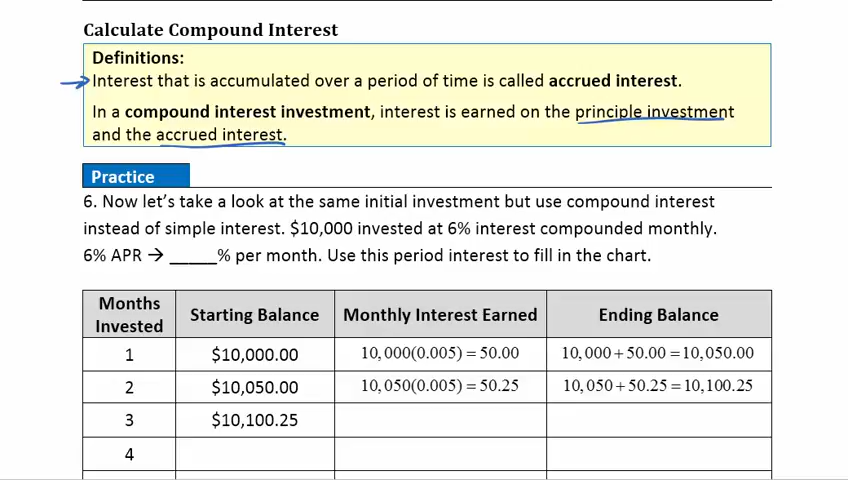 Calculate Compound Interest
Definitions:
Interest that is accumulated over a period of time is called accrued interest.
In a compound interest investment, interest is earned on the principle investment
and the accrued interest.
Practice
6. Now let's take a look at the same initial investment but use compound interest
instead of simple interest. $10,000 invested at 6% interest compounded monthly.
6% APR → _____% per month. Use this period interest to fill in the chart.
Months Invested Starting Balance Monthly Interest Earned Ending Balance
1 $10,000.00 10,000(0.005) = 50.00 10,000 + 50.00 = 10,050.00
2 $10,050.00 10,050(0.005) = 50.25 10,050 + 50.25 = 10,100.25
3 $10,100.25
4